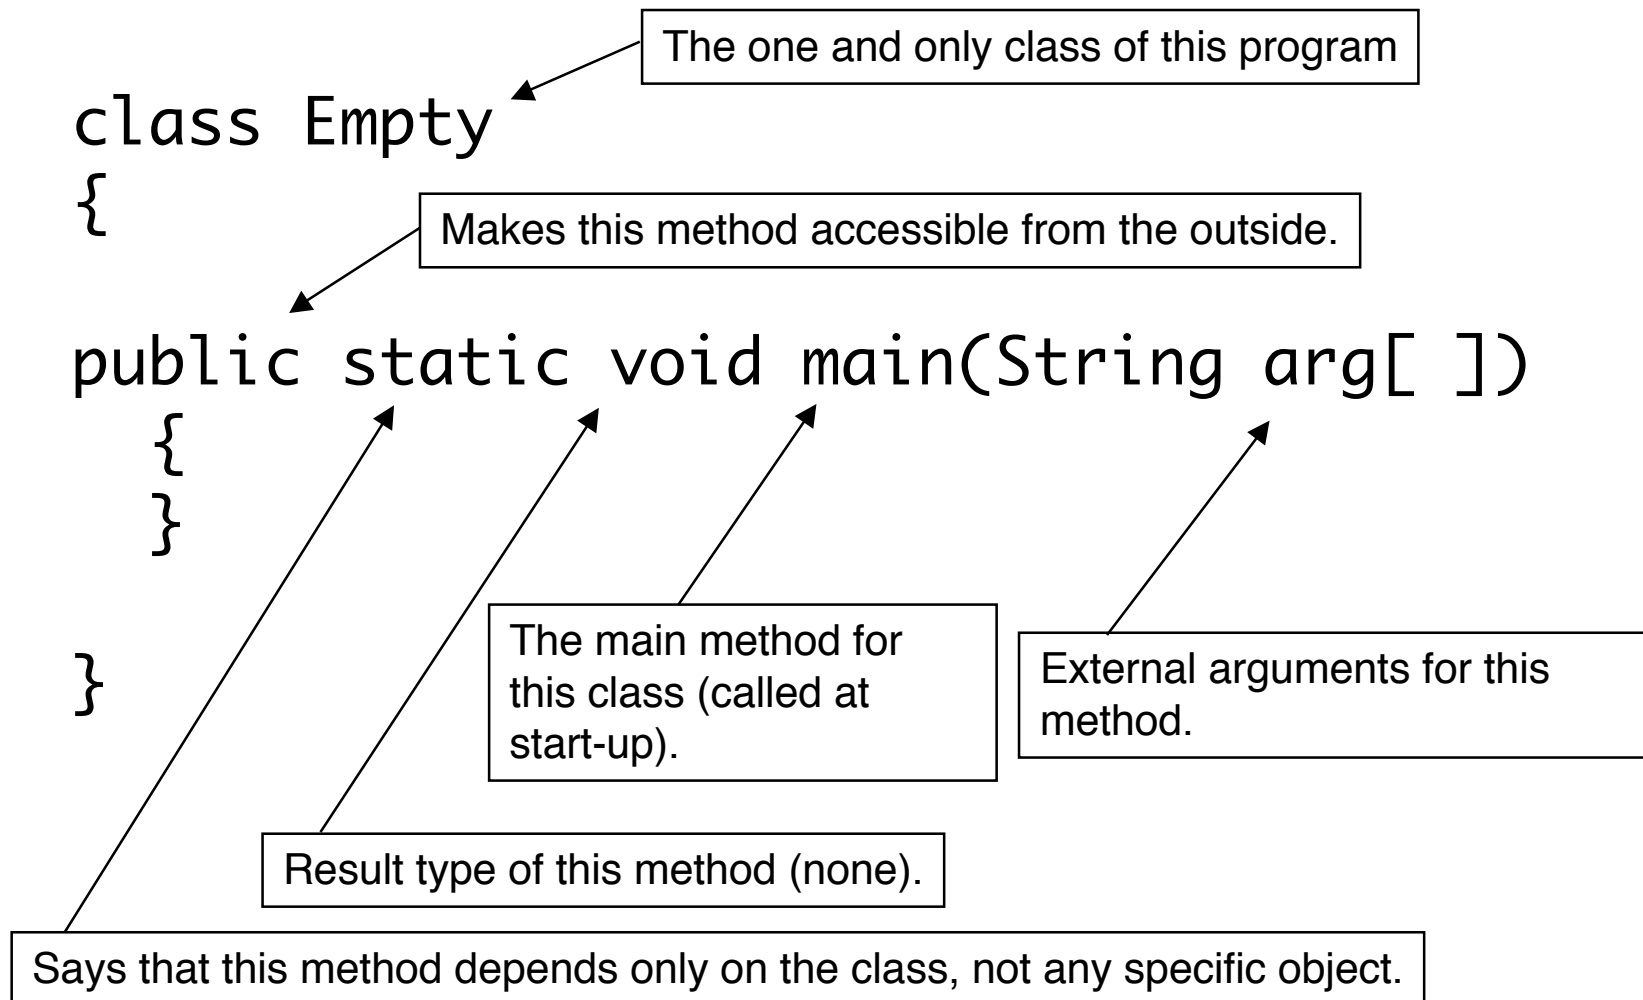 The one and only class of this program
class Empty
{
Makes this method accessible from the outside.
public static void main(String arg[ ])
{
}
The main method for
this class (called at
start-up).
External arguments for this
method.
}
Result type of this method (none).
Says that this method depends only on the class, not any specific object.